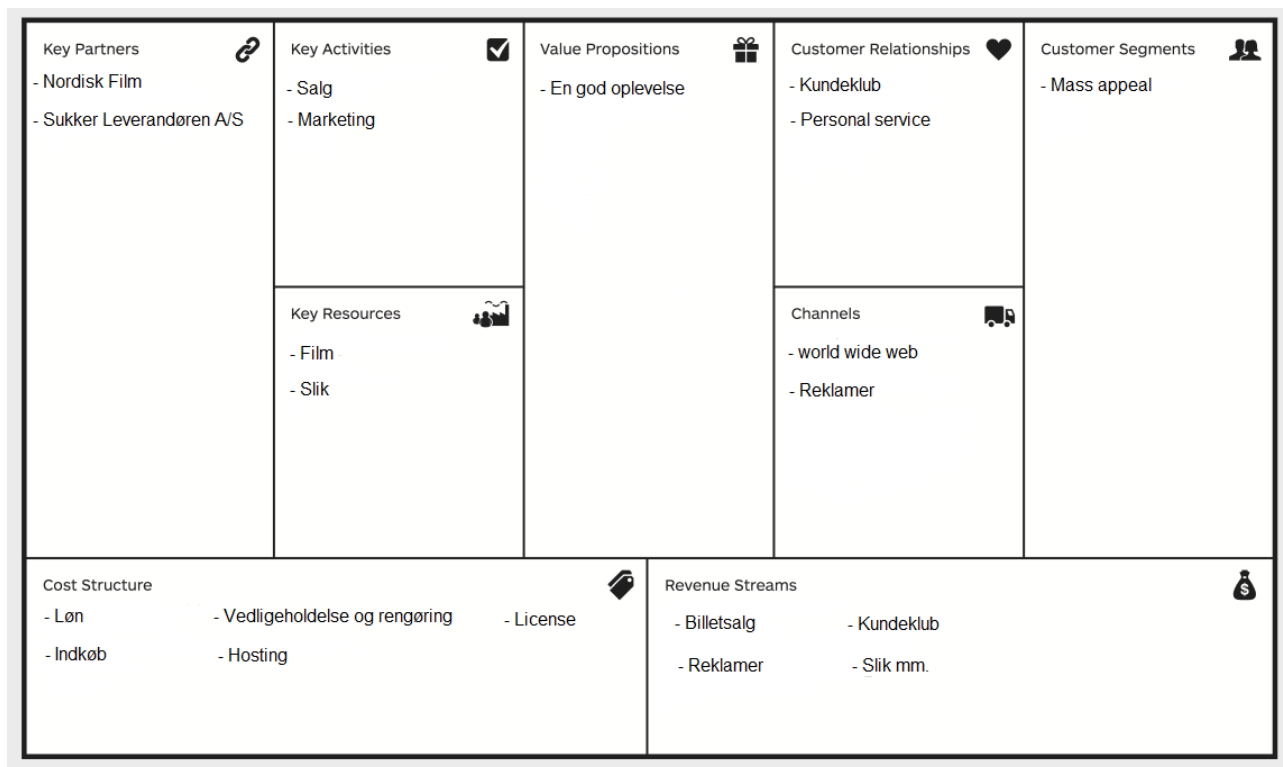 Key Partners
- Nordisk Film
- Sukker Leverandøren A/S
Key Activities
- Salg
- Marketing
Key Resources
- Film
- Slik
Value Propositions
- En god oplevelse
Customer Relationships
- Kundeklub
- Personal service
Channels
- world wide web
- Reklamer
Customer Segments
- Mass appeal
Cost Structure
- Løn
- Vedligeholdelse og rengøring
- License
- Indkøb
- Hosting
Revenue Streams
- Billetsalg
- Kundeklub
- Reklamer
- Slik mm.